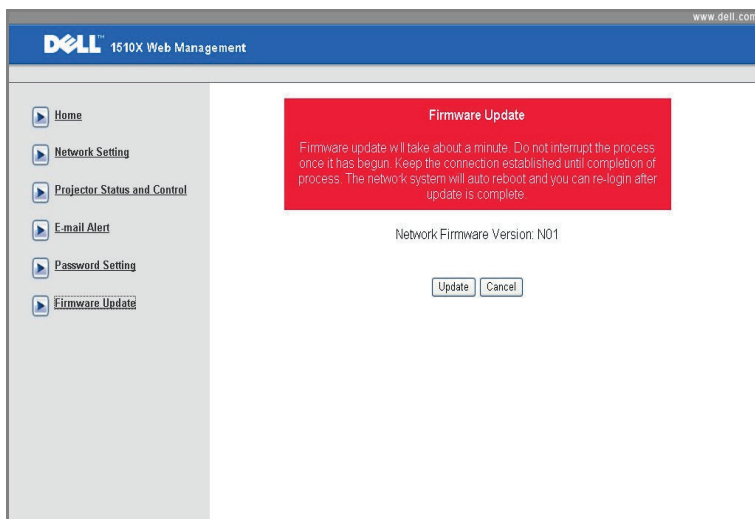 www.dell.com
DELL™ 1510X Web Management
Home
Network Setting
Projector Status and Control
E-mail Alert
Password Setting
Firmware Update
Firmware Update
Firmware update will take about a minute. Do not interrupt the process
once it has begun. Keep the connection established until completion of
process. The network system will auto reboot and you can re-login after
update is complete.
Network Firmware Version: N01
Update Cancel